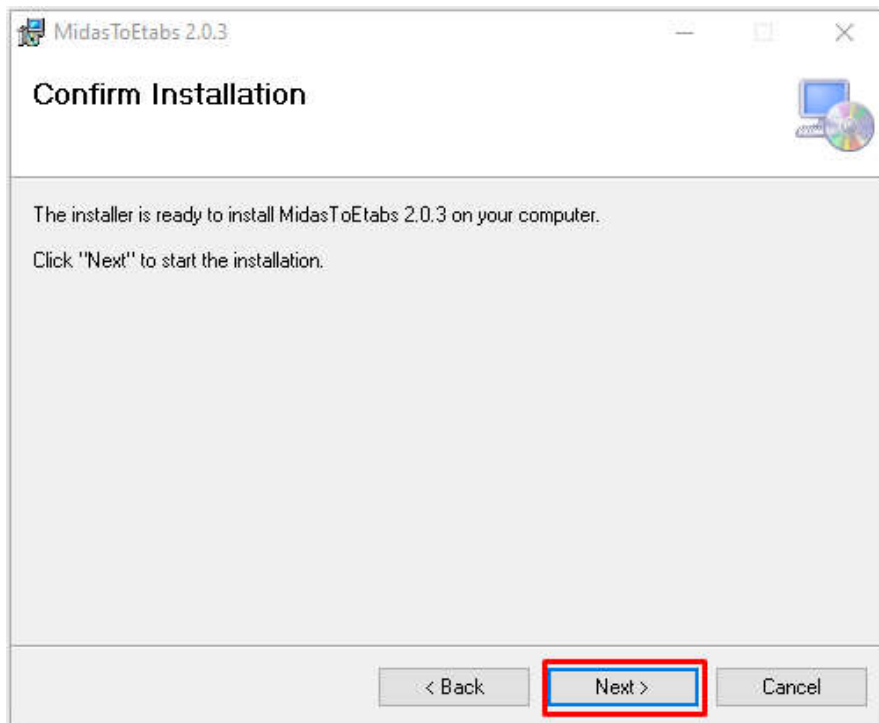 MidasToEtabs 2.0.3
Confirm Installation
The installer is ready to install MidasToEtabs 2.0.3 on your computer.
Click "Next" to start the installation.
< Back
Next >
Cancel